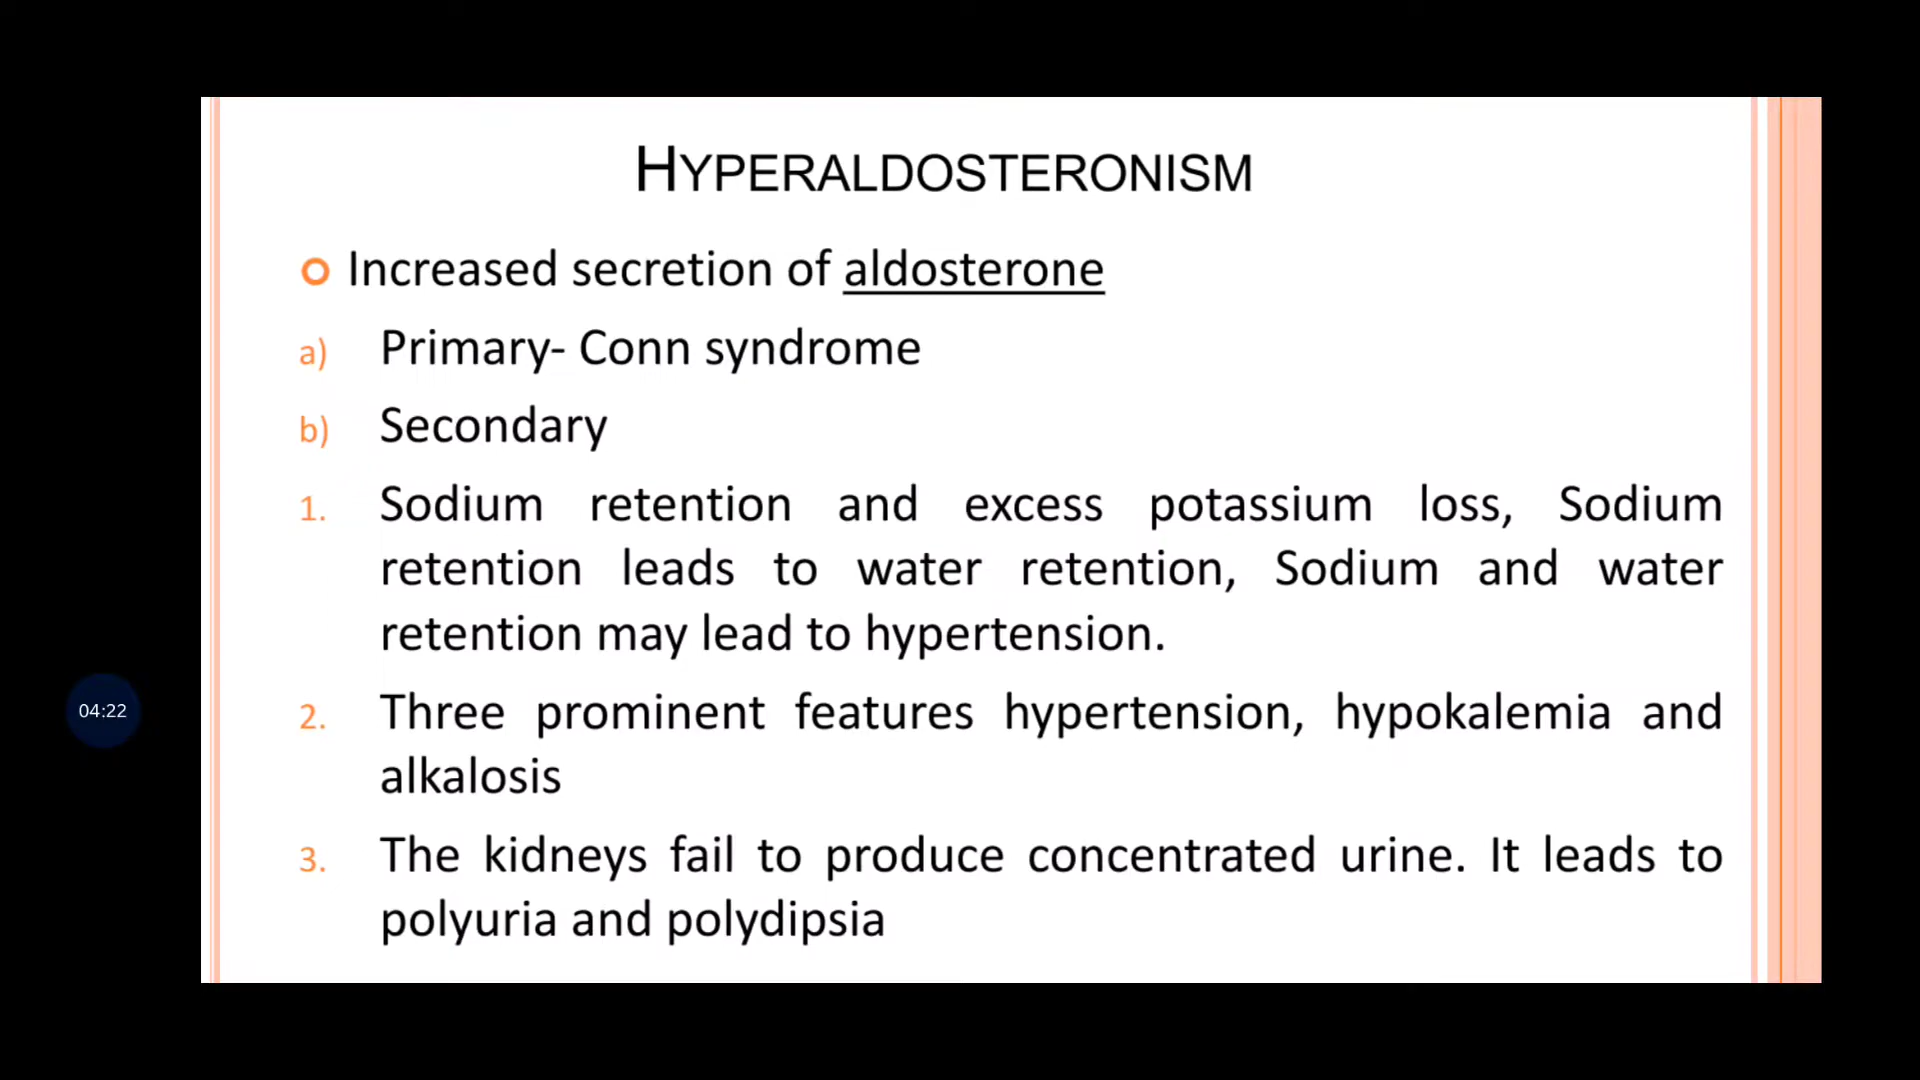 HYPERALDOSTERONISM
Increased secretion of aldosterone
a) Primary- Conn syndrome
b) Secondary
1. Sodium retention and excess potassium loss, Sodium
retention leads to water retention, Sodium and water
retention may lead to hypertension.
2. Three prominent features hypertension, hypokalemia and
alkalosis
3. The kidneys fail to produce concentrated urine. It leads to
polyuria and polydipsia
04:22